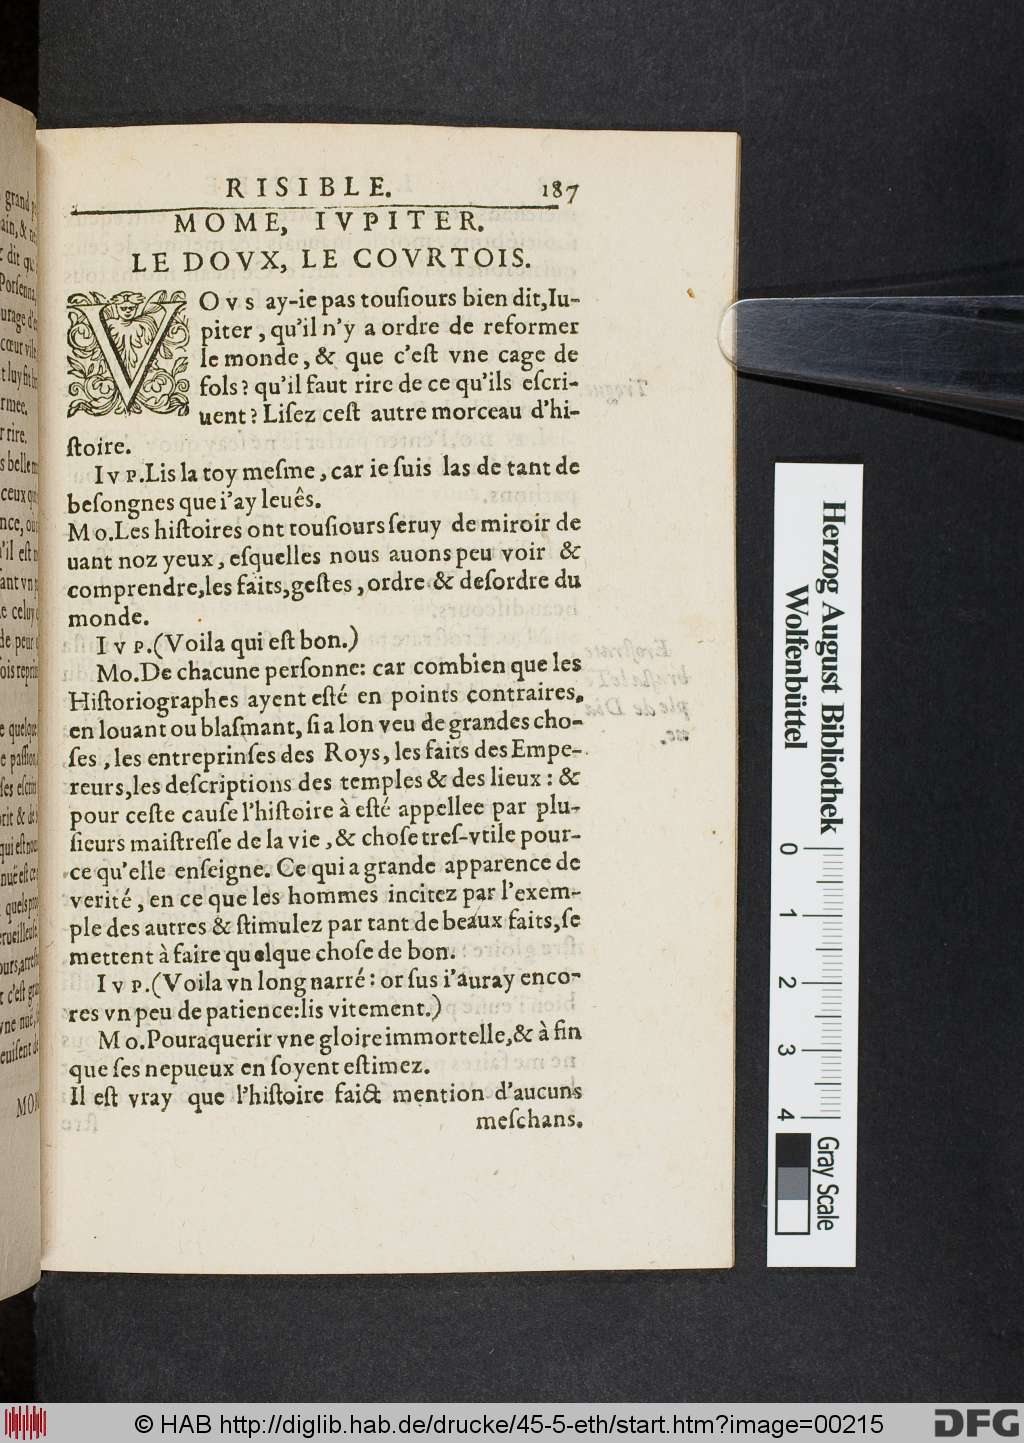 RISIBLE. 187
MOME, IVPITER.
LE DOVX, LE COVRTOIS.
VOVS ay-ie pas touſiours bien dit,Iu-
piter, qu'il n'y a ordre de reformer
le monde, & que c'eſt vne cage de
fols? qu'il faut rire de ce qu'ils eſcri-
uent? Liſez ceſt autre morceau d'hi-
ſtoire.
IVP.Lis la toy meſme, car ie ſuis las de tant de
beſongnes que i'ay leuês.
Mo.Les hiſtoires ont touſiours ſeruy de miroir de
uant noz yeux, eſquelles nous auons peu voir &
comprendre,les faits,geſtes, ordre & deſordre du
monde.
IVP.(Voila qui eſt bon.)
Mo.De chacune perſonne: car combien que les
Hiſtoriographes ayent eſté en points contraires,
en louant ou blaſmant, ſi a lon veu de grandes cho-
ſes, les entreprinſes des Roys, les faits des Empe-
reurs,les deſcriptions des temples & des lieux: &
pour ceſte cauſe l'hiſtoire à eſté appellee par plu-
ſieurs maiſtreſſe de la vie, & choſe treſ-vtile pour-
ce qu'elle enſeigne. Ce qui a grande apparence de
verité, en ce que les hommes incitez par l'exem-
ple des autres & ſtimulez par tant de beaux faits,ſe
mettent à faire quelque choſe de bon.
IVP.(Voila vn long narré: or ſus i'auray enco-
res vn peu de patience:lis vitement.)
Mo.Pour aquerir vne gloire immortelle,& à fin
que ſes nepueux en ſoyent eſtimez.
Il eſt vray que l'hiſtoire faict mention d'aucuns
meſchans.
Herzog August Bibliothek
Wolfenbüttel
0 1 2 3 4
Gray Scale
© HAB http://diglib.hab.de/drucke/45-5-eth/start.htm?image=00215
DFG